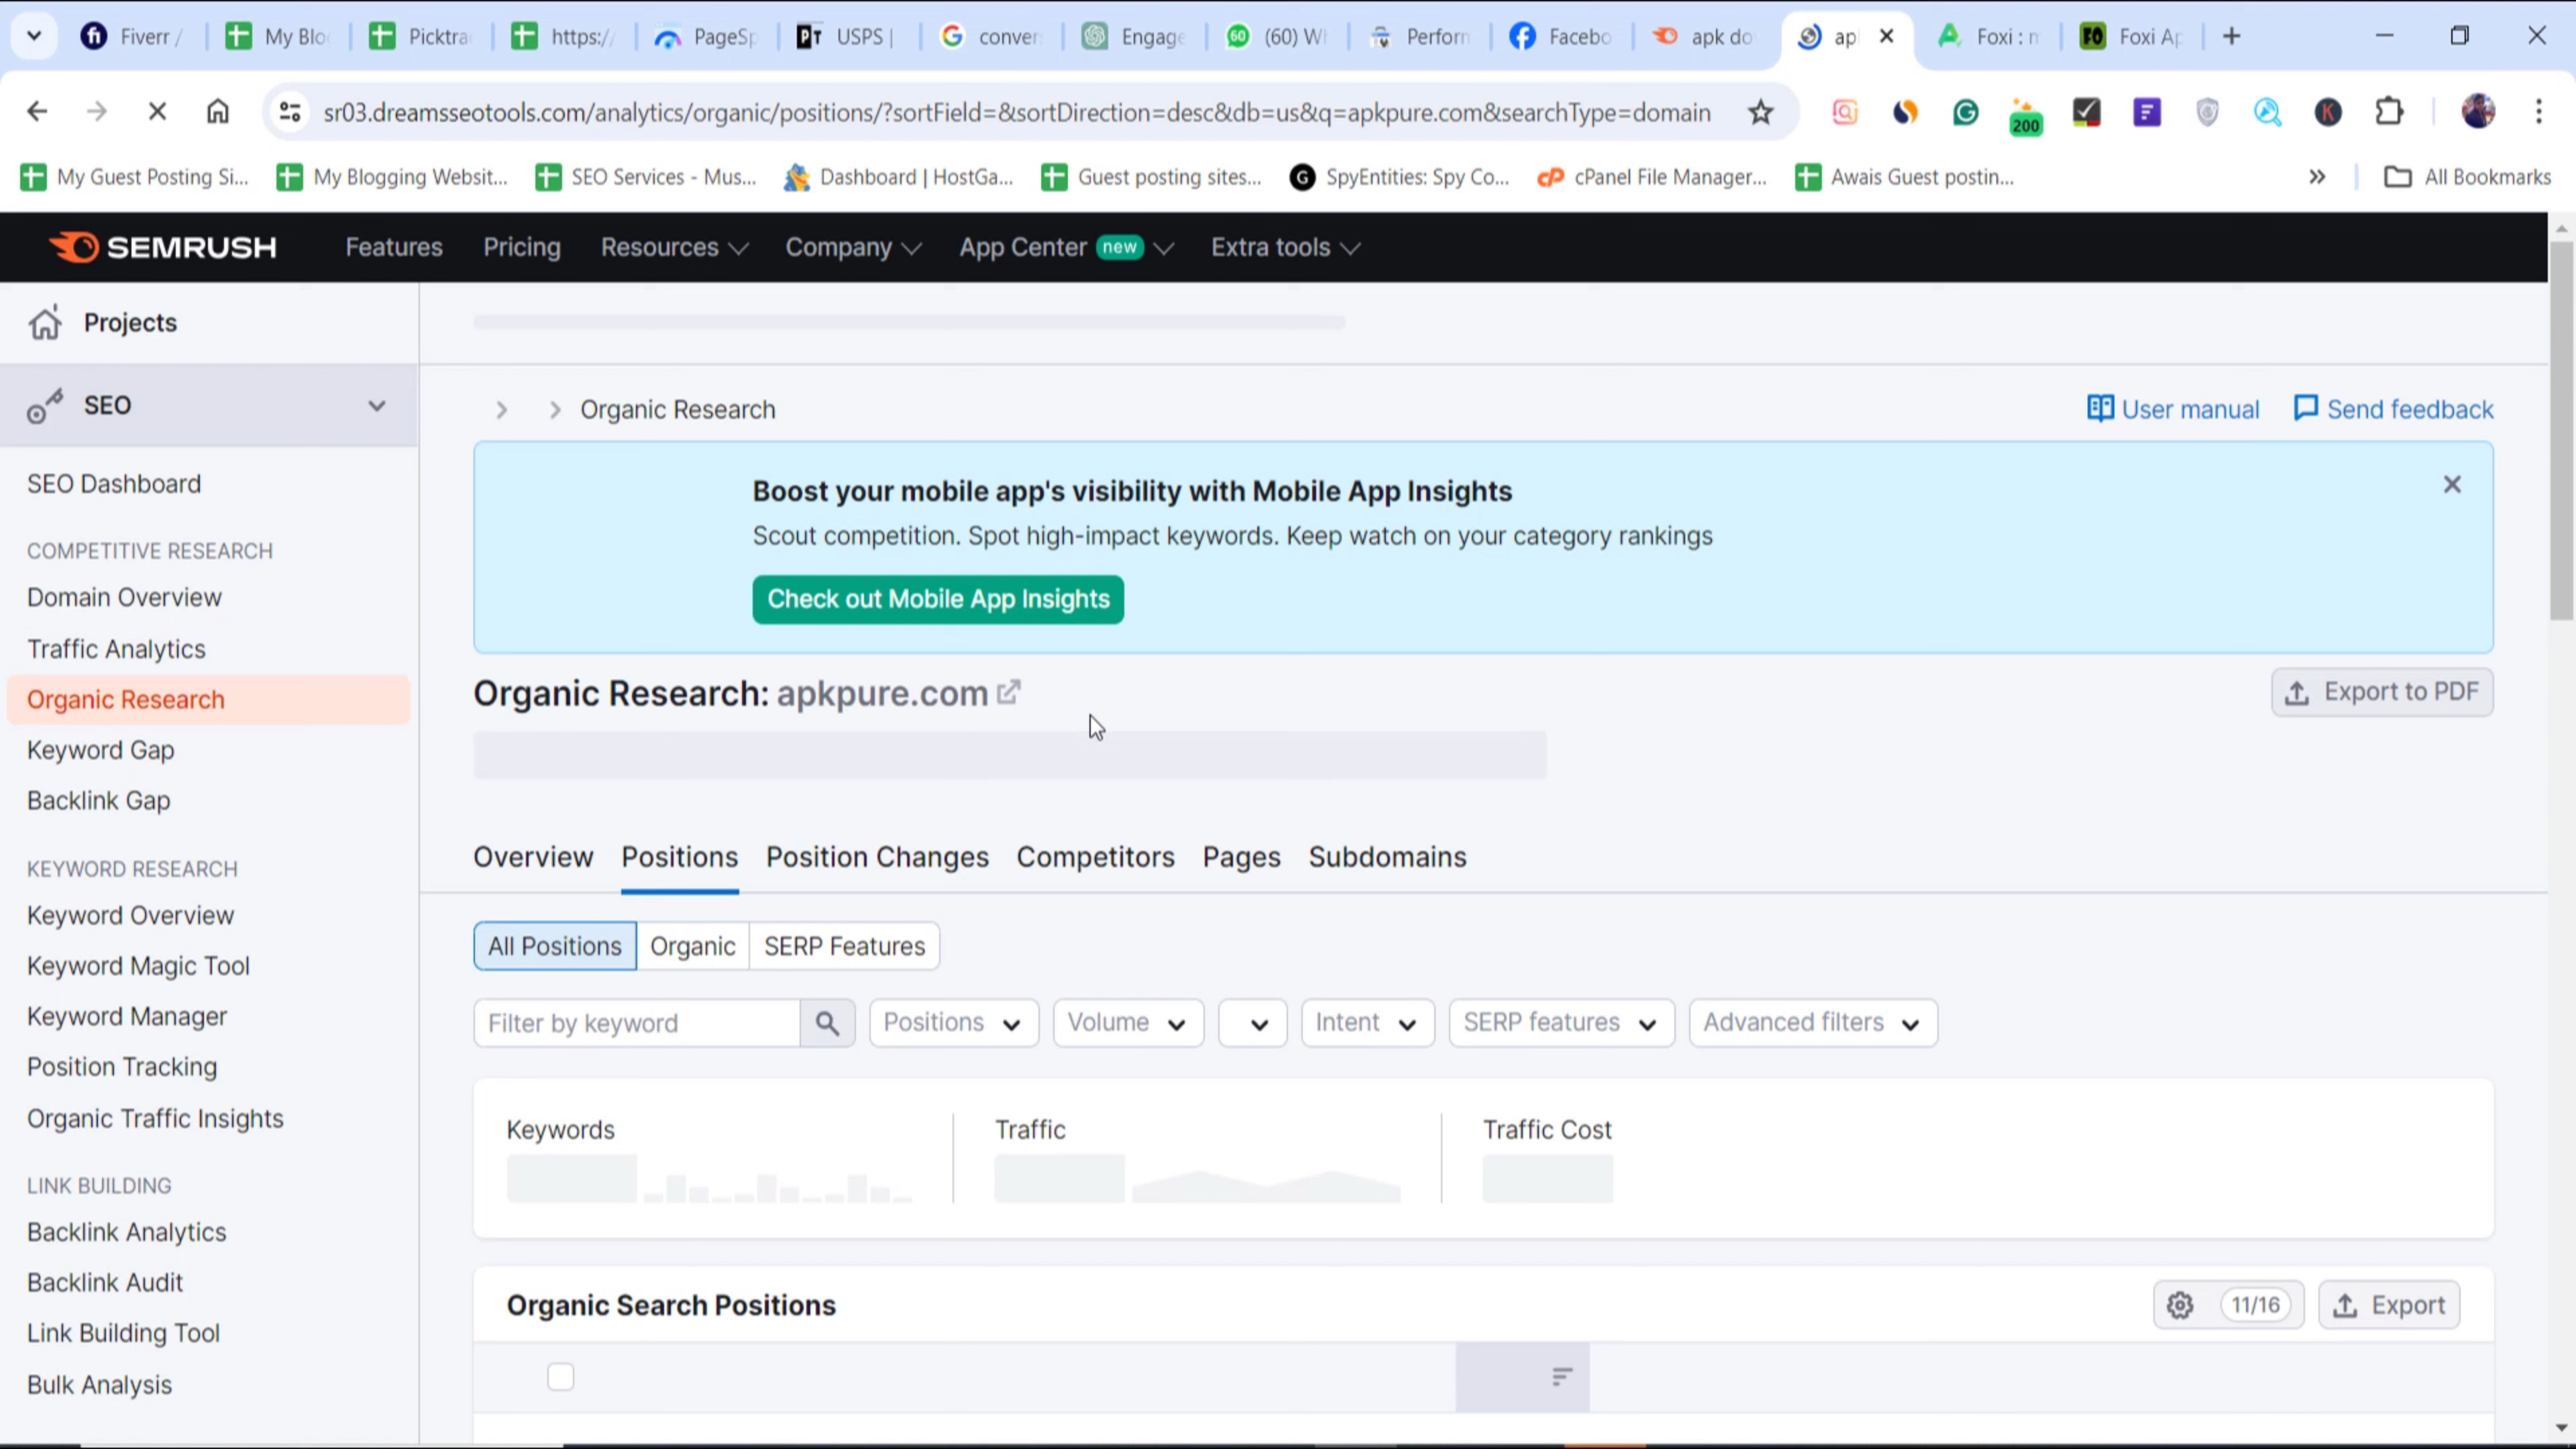 Fiverr /
My Blo
Picktra
https:/
PageSp
USPS |
conver
Engage
(60) W
Perforn
Facebo
apk do
ap
Foxi : n
Foxi Ap
sr03.dreamsseotools.com/analytics/organic/positions/?sortField=&sortDirection=desc&db=us&q=apkpure.com&searchType=domain
200
My Guest Posting Si...
My Blogging Websit...
SEO Services - Mus...
Dashboard | HostGa...
Guest posting sites...
SpyEntities: Spy Co...
cPanel File Manager...
Awais Guest postin...
All Bookmarks
SEMRUSH
Features
Pricing
Resources
Company
App Center new
Extra tools
Projects
SEO
SEO Dashboard
COMPETITIVE RESEARCH
Domain Overview
Traffic Analytics
Organic Research
Keyword Gap
Backlink Gap
KEYWORD RESEARCH
Keyword Overview
Keyword Magic Tool
Keyword Manager
Position Tracking
Organic Traffic Insights
LINK BUILDING
Backlink Analytics
Backlink Audit
Link Building Tool
Bulk Analysis
Organic Research
User manual
Send feedback
Boost your mobile app's visibility with Mobile App Insights
Scout competition. Spot high-impact keywords. Keep watch on your category rankings
Check out Mobile App Insights
Organic Research: apkpure.com
Export to PDF
Overview
Positions
Position Changes
Competitors
Pages
Subdomains
All Positions
Organic
SERP Features
Filter by keyword
Positions
Volume
Intent
SERP features
Advanced filters
Keywords
Traffic
Traffic Cost
Organic Search Positions
11/16
Export